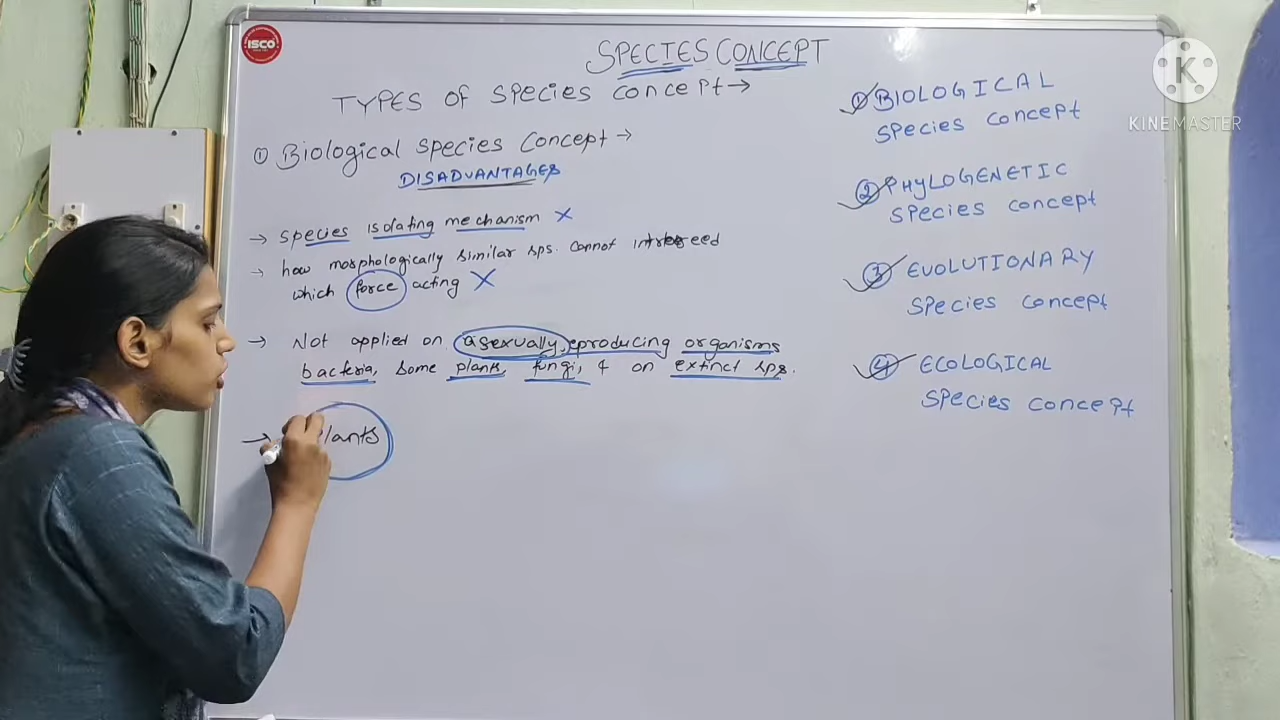 ISCO
SPECIES CONCEPT
KINEMASTER
TYPES OF SPECIES CONCEPT →
① Biological Species Concept →
DISADVANTAGES
→ Species isolating mechanism X
→ how morphologically similar sps. cannot
which force acting X
→ Not applied on asexually reproducing organisms
bacteria, some plants, fungi, & on extinct sps.
→ Plants
① BIOLOGICAL
SPECIES CONCEPT
② PHYLOGENETIC
SPECIES CONCEPT
③ EVOLUTIONARY
SPECIES CONCEPT
④ ECOLOGICAL
SPECIES CONCEPT